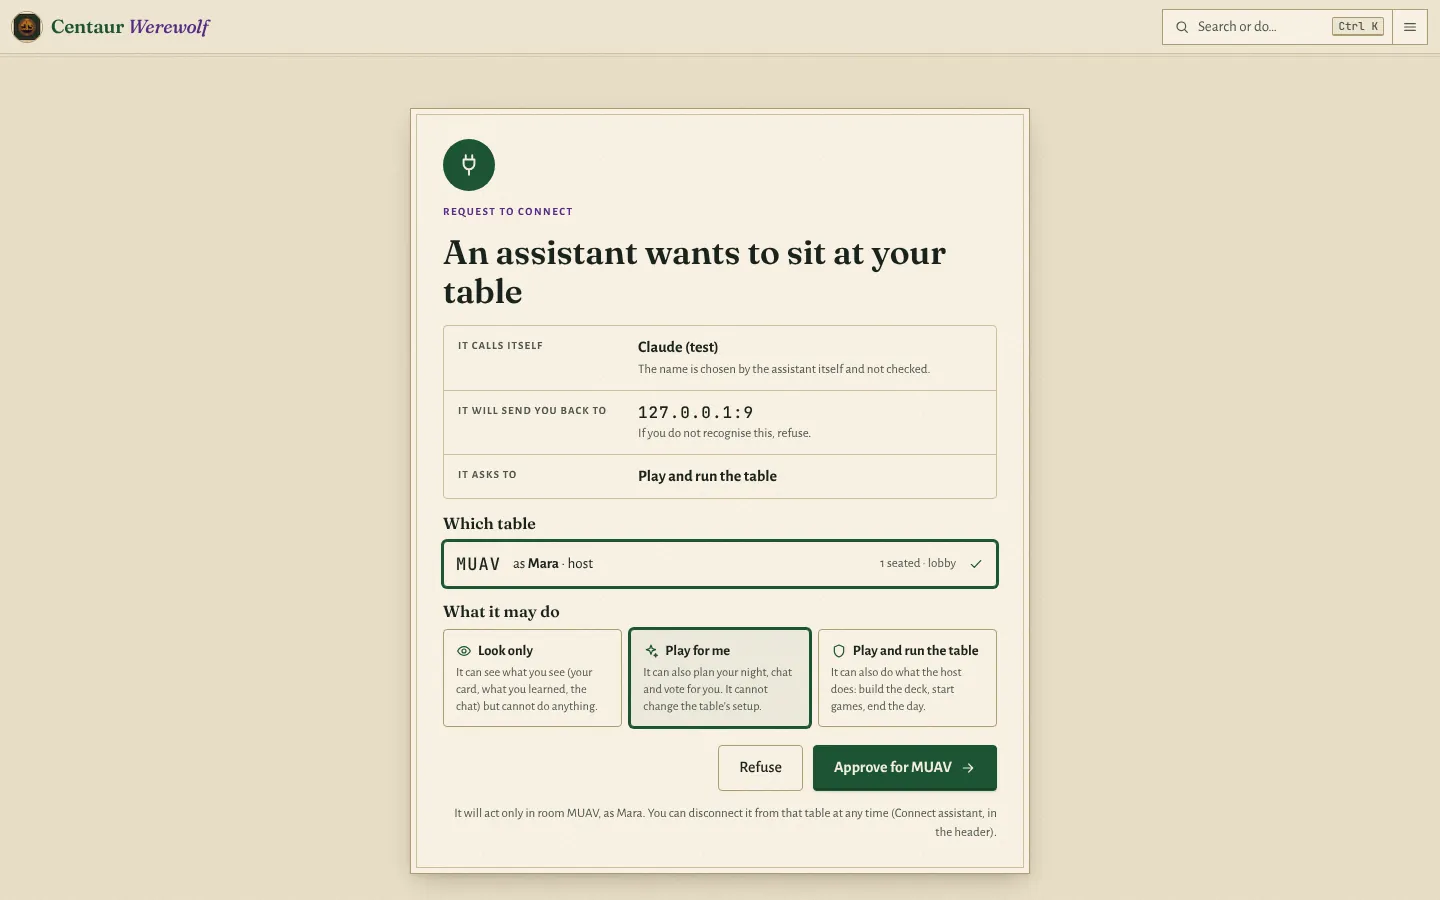 Centaur Werewolf
Search or do...
Ctrl K
REQUEST TO CONNECT
An assistant wants to sit at your
table
IT CALLS ITSELF
Claude (test)
The name is chosen by the assistant itself and not checked.
IT WILL SEND YOU BACK TO
127.0.0.1:9
If you do not recognise this, refuse.
IT ASKS TO
Play and run the table
Which table
MUAV as Mara · host
1 seated · lobby
What it may do
Look only
It can see what you see (your
card, what you learned, the
chat) but cannot do anything.
Play for me
It can also plan your night, chat
and vote for you. It cannot
change the table's setup.
Play and run the table
It can also do what the host
does: build the deck, start
games, end the day.
Refuse
Approve for MUAV →
It will act only in room MUAV, as Mara. You can disconnect it from that table at any time (Connect assistant, in
the header).